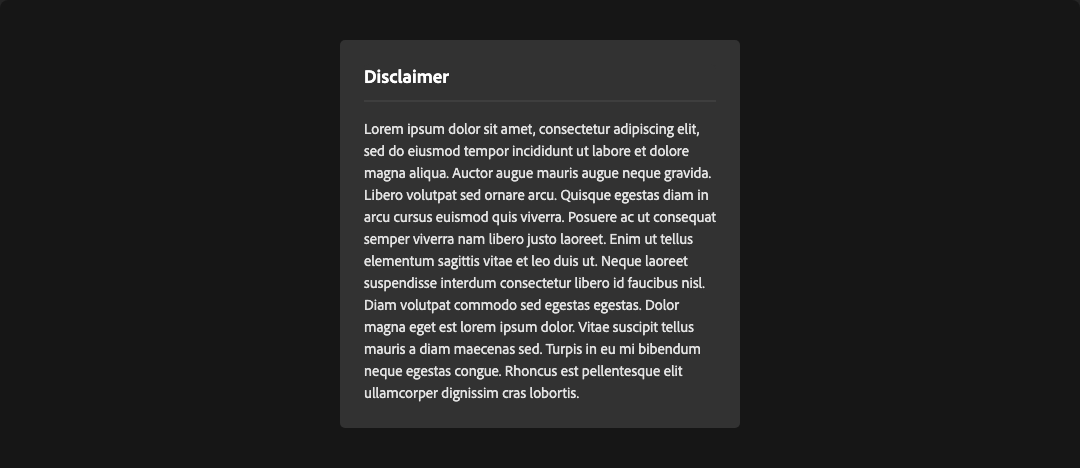 Disclaimer
Lorem ipsum dolor sit amet, consectetur adipiscing elit,
sed do eiusmod tempor incididunt ut labore et dolore
magna aliqua. Auctor augue mauris augue neque gravida.
Libero volutpat sed ornare arcu. Quisque egestas diam in
arcu cursus euismod quis viverra. Posuere ac ut consequat
semper viverra nam libero justo laoreet. Enim ut tellus
elementum sagittis vitae et leo duis ut. Neque laoreet
suspendisse interdum consectetur libero id faucibus nisl.
Diam volutpat commodo sed egestas egestas. Dolor
magna eget est lorem ipsum dolor. Vitae suscipit tellus
mauris a diam maecenas sed. Turpis in eu mi bibendum
neque egestas congue. Rhoncus est pellentesque elit
ullamcorper dignissim cras lobortis.